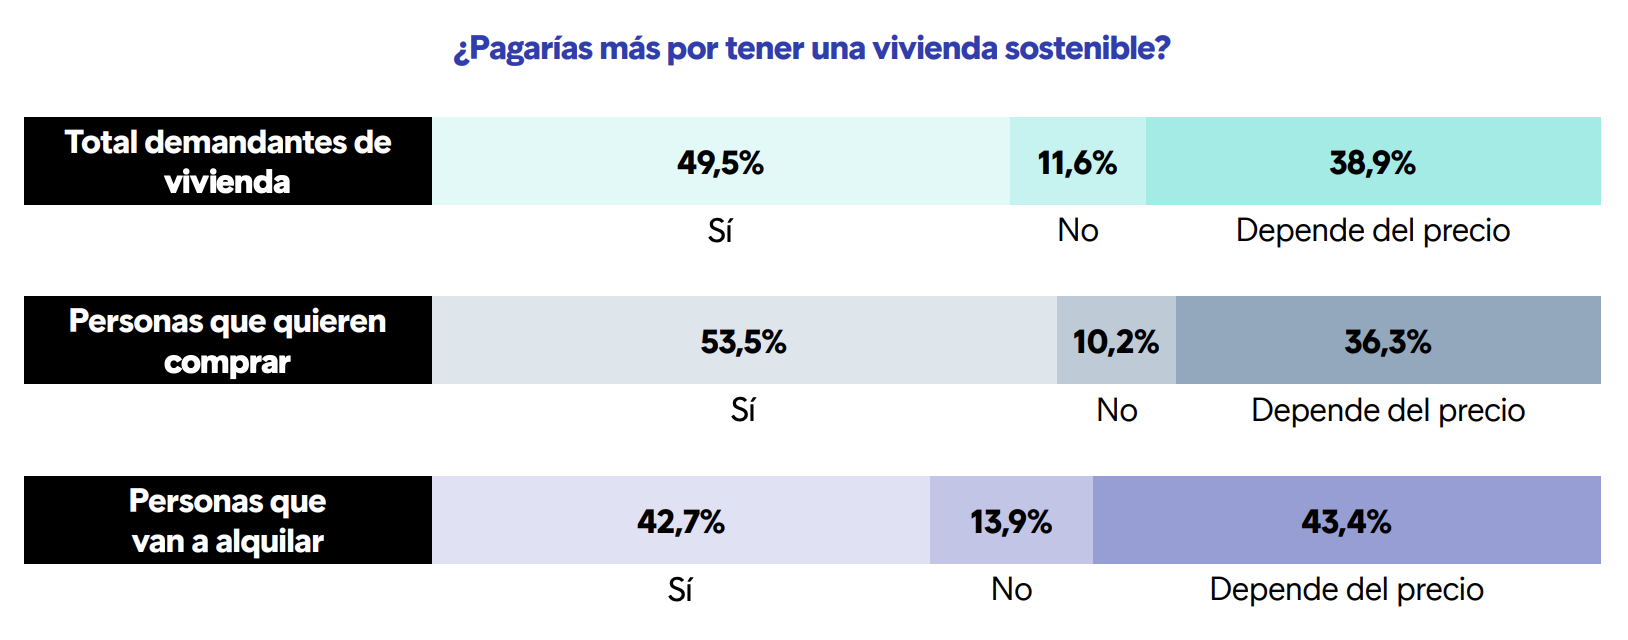 ¿Pagarías más por tener una vivienda sostenible?
Total demandantes de
vivienda
49,5%
11,6%
38,9%
Sí
No
Depende del precio
Personas que quieren
comprar
53,5%
10,2%
36,3%
Sí
No
Depende del precio
Personas que
van a alquilar
42,7%
13,9%
43,4%
Sí
No
Depende del precio